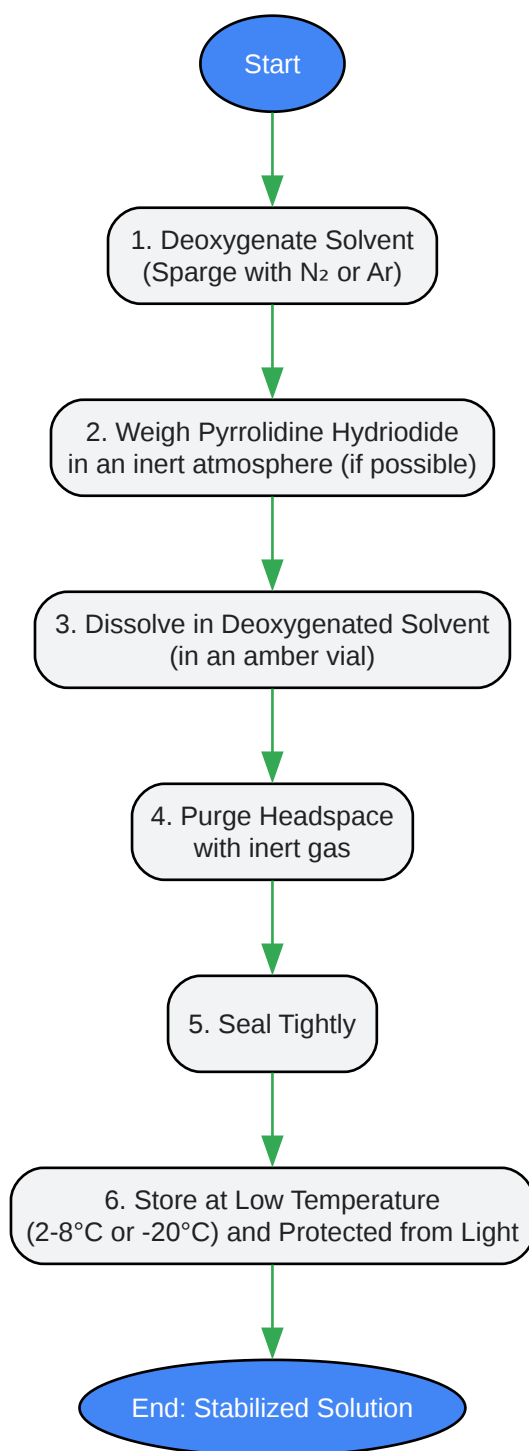 Start
1. Deoxygenate Solvent
(Sparge with N₂ or Ar)
2. Weigh Pyrrolidine Hydriodide
in an inert atmosphere (if possible)
3. Dissolve in Deoxygenated Solvent
(in an amber vial)
4. Purge Headspace
with inert gas
5. Seal Tightly
6. Store at Low Temperature
(2-8°C or -20°C) and Protected from Light
End: Stabilized Solution